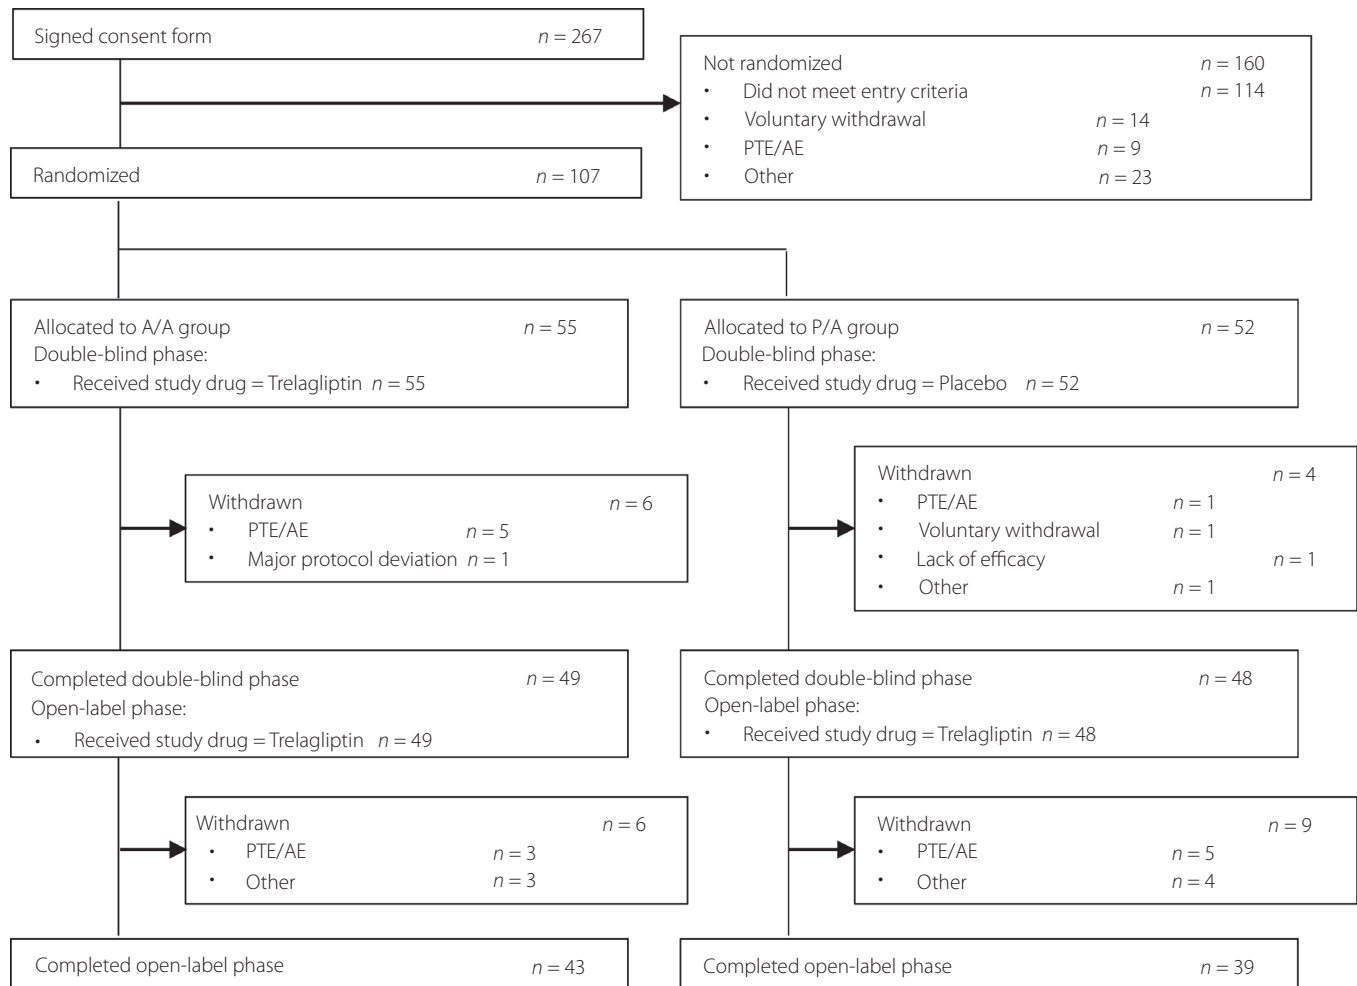 Signed consent form n = 267
Not randomized n = 160
• Did not meet entry criteria n = 114
• Voluntary withdrawal n = 14
• PTE/AE n = 9
• Other n = 23
Randomized n = 107
Allocated to A/A group n = 55
Double-blind phase:
• Received study drug = Trelagliptin n = 55
Allocated to P/A group n = 52
Double-blind phase:
• Received study drug = Placebo n = 52
Withdrawn n = 6
• PTE/AE n = 5
• Major protocol deviation n = 1
Withdrawn n = 4
• PTE/AE n = 1
• Voluntary withdrawal n = 1
• Lack of efficacy n = 1
• Other n = 1
Completed double-blind phase n = 49
Open-label phase:
• Received study drug = Trelagliptin n = 49
Completed double-blind phase n = 48
Open-label phase:
• Received study drug = Trelagliptin n = 48
Withdrawn n = 6
• PTE/AE n = 3
• Other n = 3
Withdrawn n = 9
• PTE/AE n = 5
• Other n = 4
Completed open-label phase n = 43
Completed open-label phase n = 39